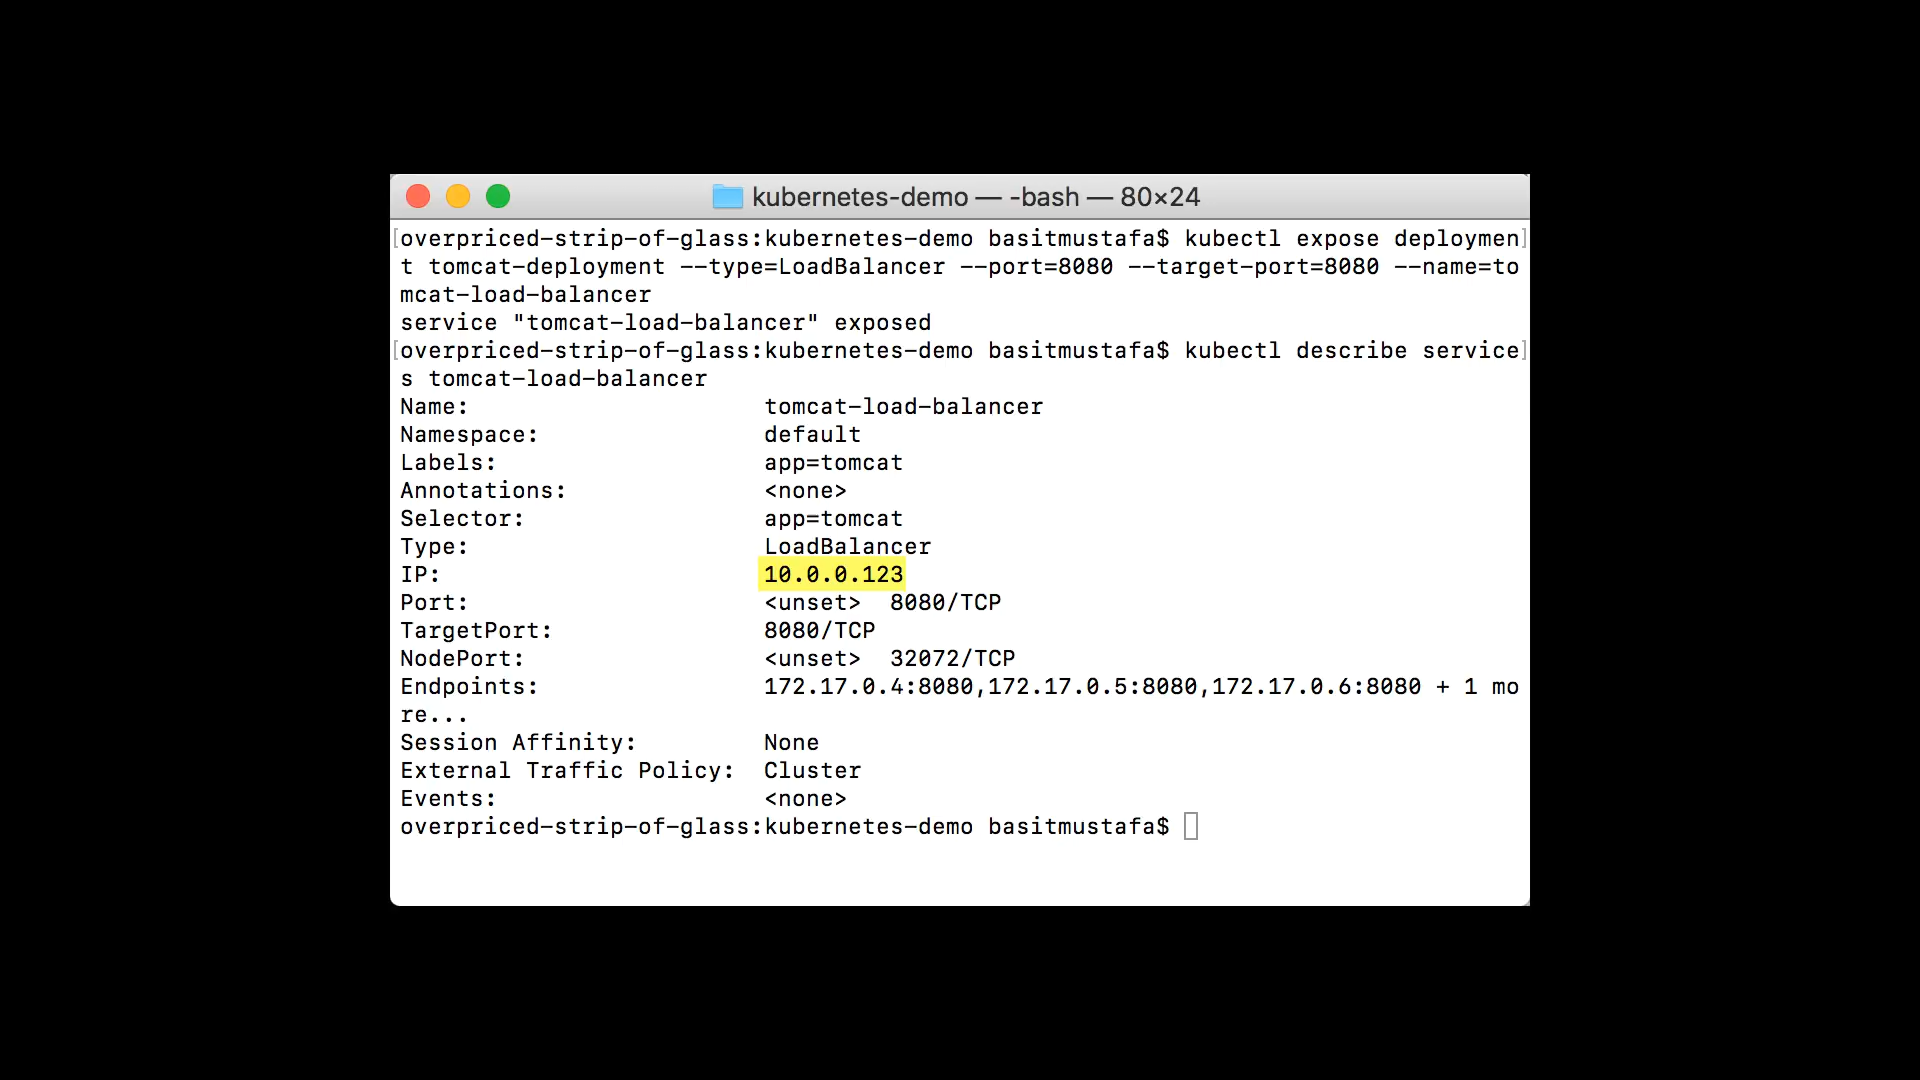 kubernetes-demo — -bash — 80×24
[overpriced-strip-of-glass:kubernetes-demo basitmustafa$ kubectl expose deploymen]
t tomcat-deployment --type=LoadBalancer --port=8080 --target-port=8080 --name=to
mcat-load-balancer
service "tomcat-load-balancer" exposed
[overpriced-strip-of-glass:kubernetes-demo basitmustafa$ kubectl describe service]
s tomcat-load-balancer
Name: tomcat-load-balancer
Namespace: default
Labels: app=tomcat
Annotations: <none>
Selector: app=tomcat
Type: LoadBalancer
IP: 10.0.0.123
Port: <unset> 8080/TCP
TargetPort: 8080/TCP
NodePort: <unset> 32072/TCP
Endpoints: 172.17.0.4:8080,172.17.0.5:8080,172.17.0.6:8080 + 1 mo
re...
Session Affinity: None
External Traffic Policy: Cluster
Events: <none>
overpriced-strip-of-glass:kubernetes-demo basitmustafa$